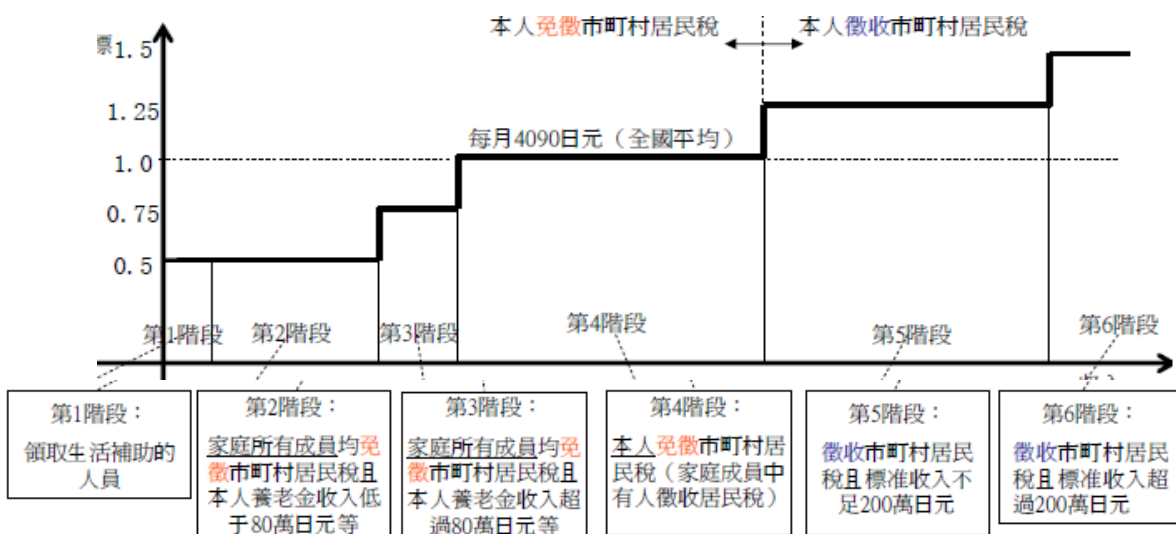 本人免徵市町村居民稅
本人徵收市町村居民稅
票
1.5
1.25
每月4090日元（全國平均）
1.0
0.75
0.5
第1階段
第2階段
第3階段
第4階段
第5階段
第6階段
第1階段：
領取生活補助的
人員
第2階段：
家庭所有成員均免
徵市町村居民稅且
本人養老金收入低
于80萬日元等
第3階段：
家庭所有成員均免
徵市町村居民稅且
本人養老金收入超
過80萬日元等
第4階段：
本人免徵市町村居
民稅（家庭成員中
有人徵收居民稅）
第5階段：
徵收市町村居民
稅且標准收入不
足200萬日元
第6階段：
徵收市町村居民
稅且標准收入超
過200萬日元